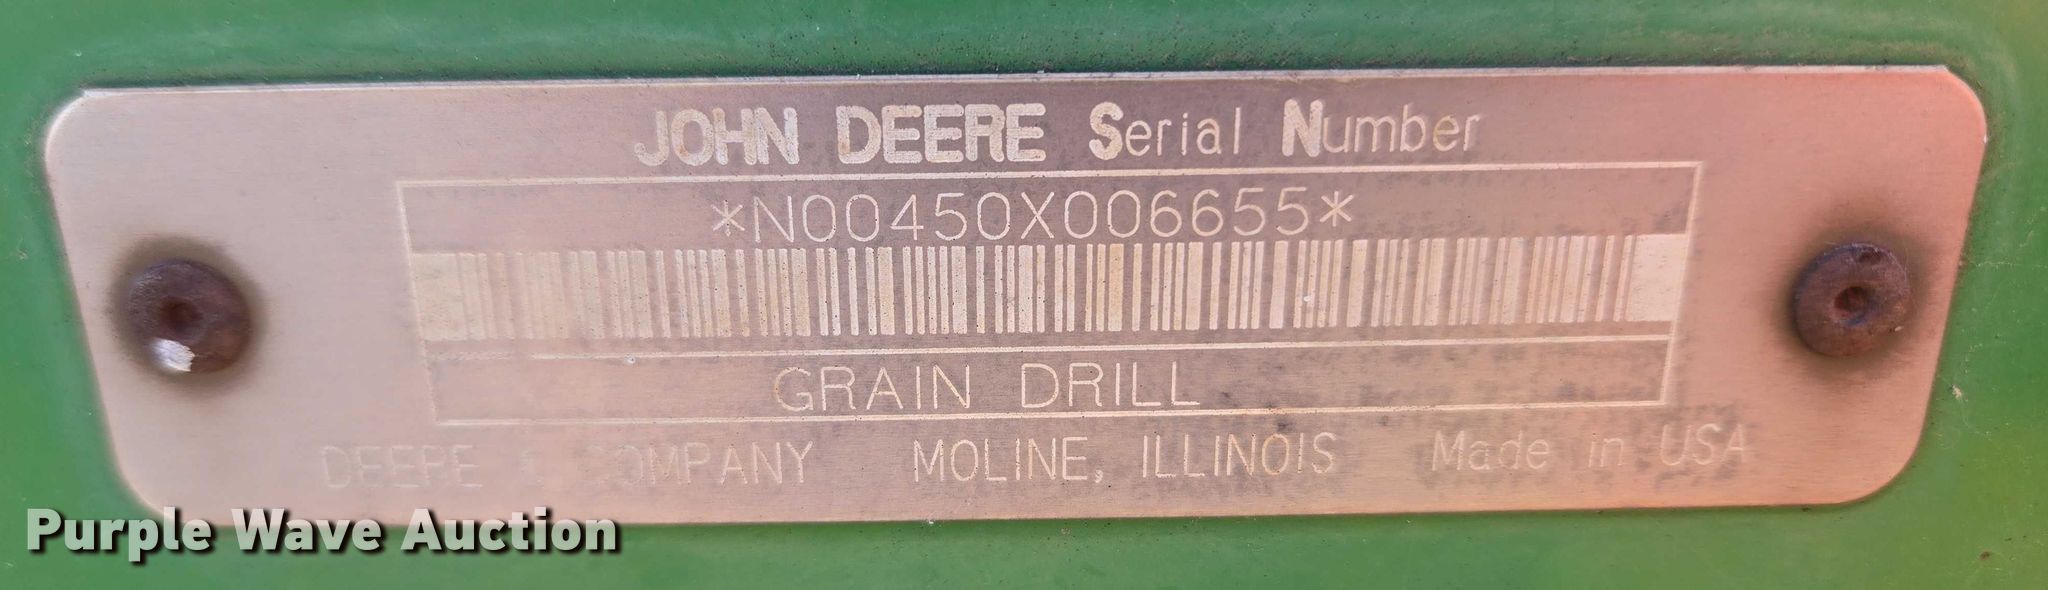 JOHN DEERE Serial Number
*N00450X006655*
GRAIN DRILL
DEERE & COMPANY MOLINE, ILLINOIS Made in USA
Purple Wave Auction